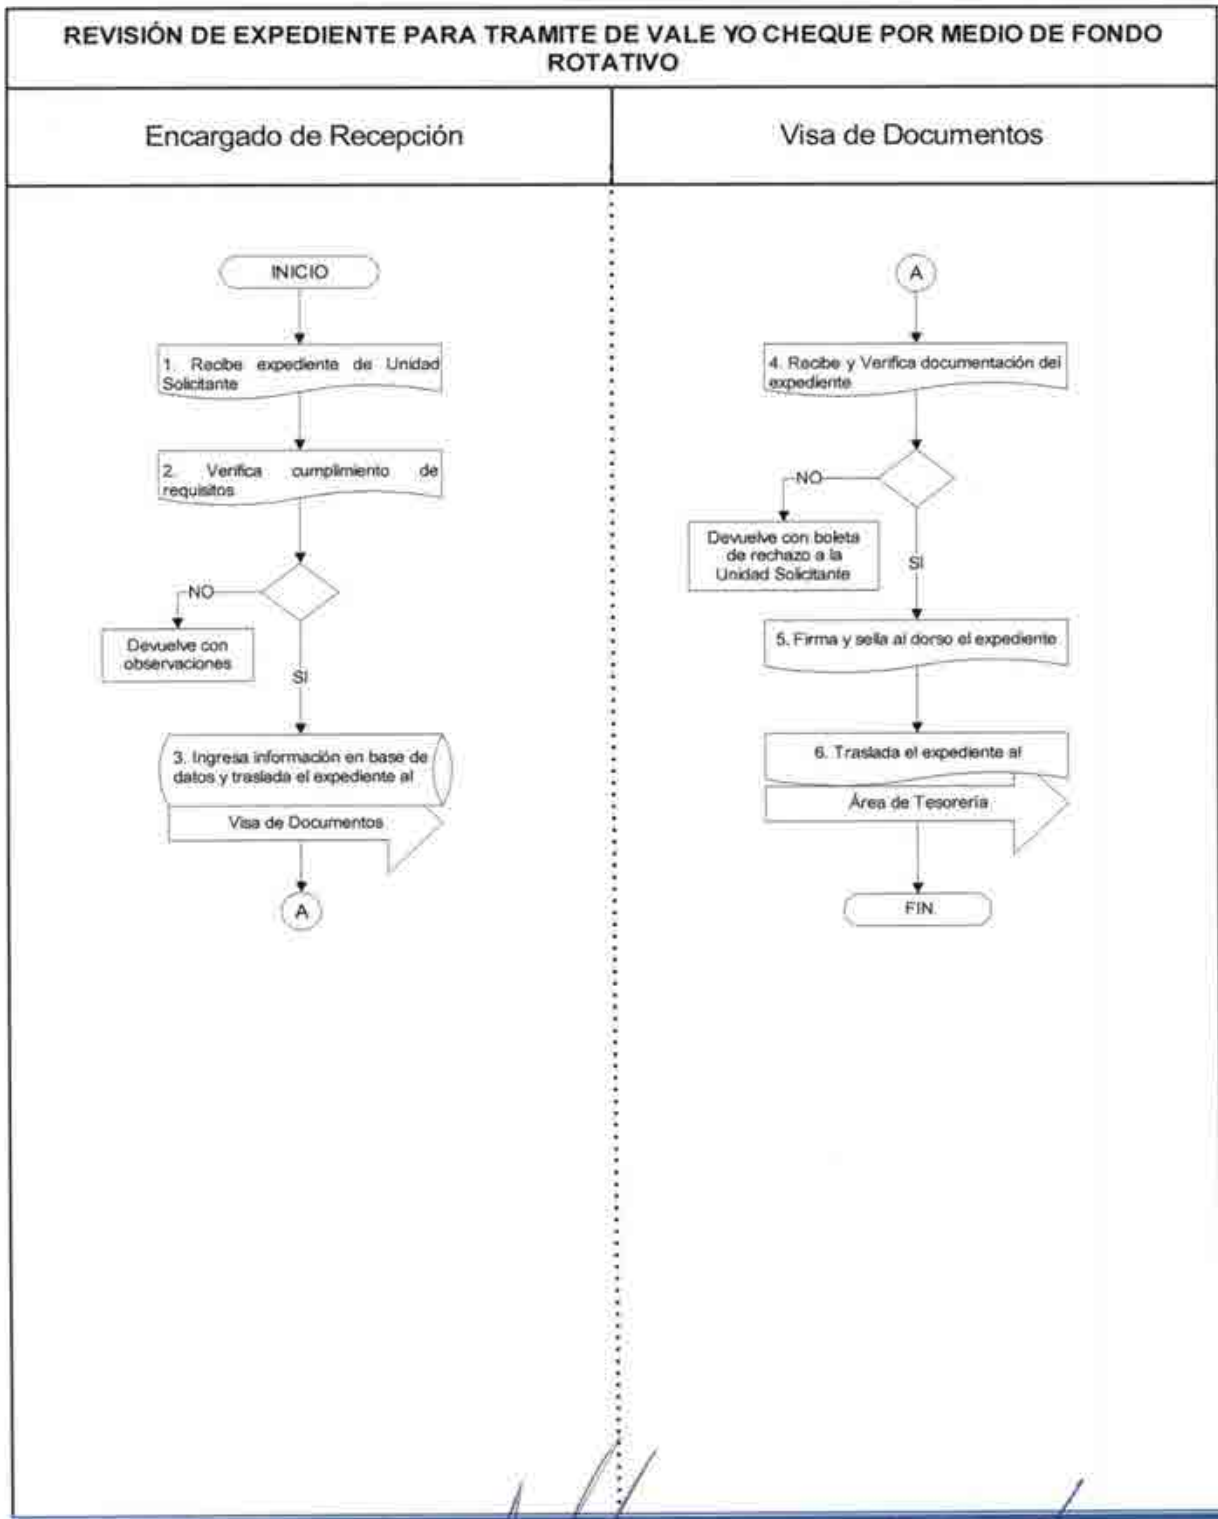 REVISIÓN DE EXPEDIENTE PARA TRAMITE DE VALE YO CHEQUE POR MEDIO DE FONDO
ROTATIVO
Encargado de Recepción
Visa de Documentos
INICIO
1. Recibe expediente de Unidad
Solicitante
2. Verifica cumplimiento de
requisitos
NO
Devuelve con
observaciones
SI
3. Ingresa información en base de
datos y traslada el expediente al
Visa de Documentos
A
A
4. Recibe y Verifica documentación del
expediente
NO
Devuelve con boleta
de rechazo a la
Unidad Solicitante
SI
5. Firma y sella al dorso el expediente
6. Traslada el expediente al
Área de Tesorería
FIN